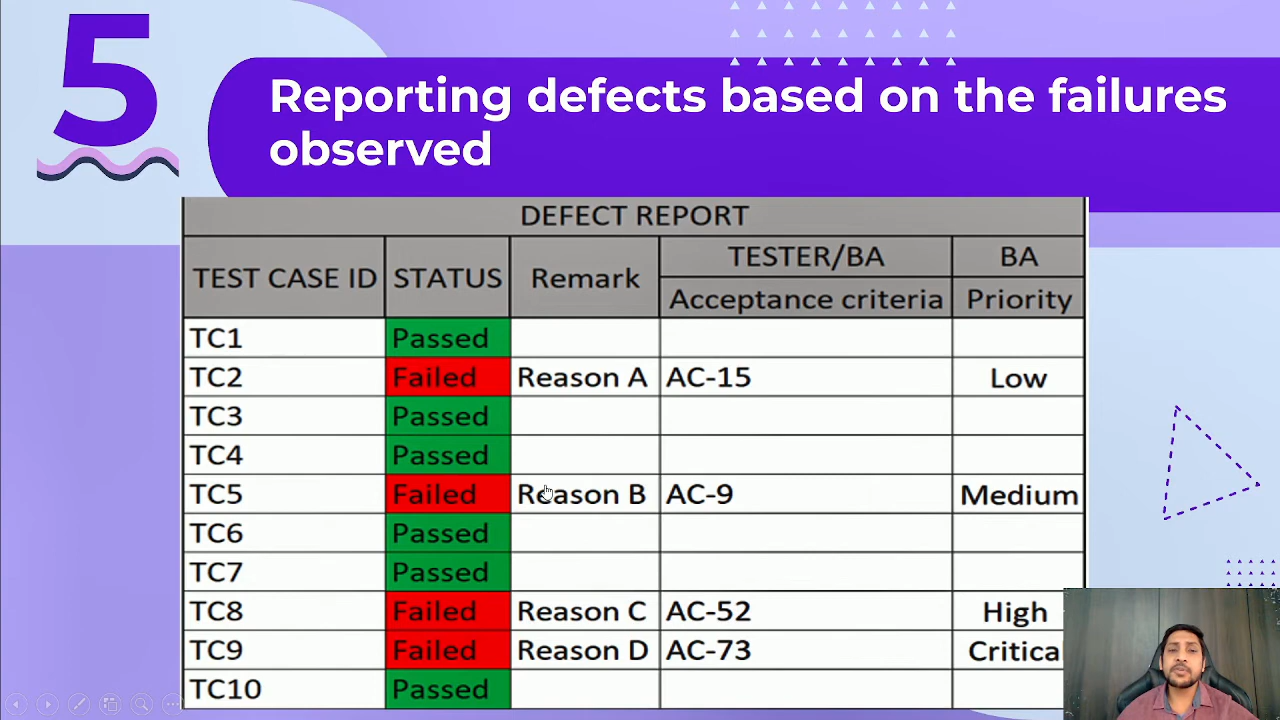 5
Reporting defects based on the failures
observed
DEFECT REPORT
TEST CASE ID STATUS Remark TESTER/BA BA
Acceptance criteria Priority
TC1 Passed
TC2 Failed Reason A AC-15 Low
TC3 Passed
TC4 Passed
TC5 Failed Reason B AC-9 Medium
TC6 Passed
TC7 Passed
TC8 Failed Reason C AC-52 High
TC9 Failed Reason D AC-73 Critica
TC10 Passed